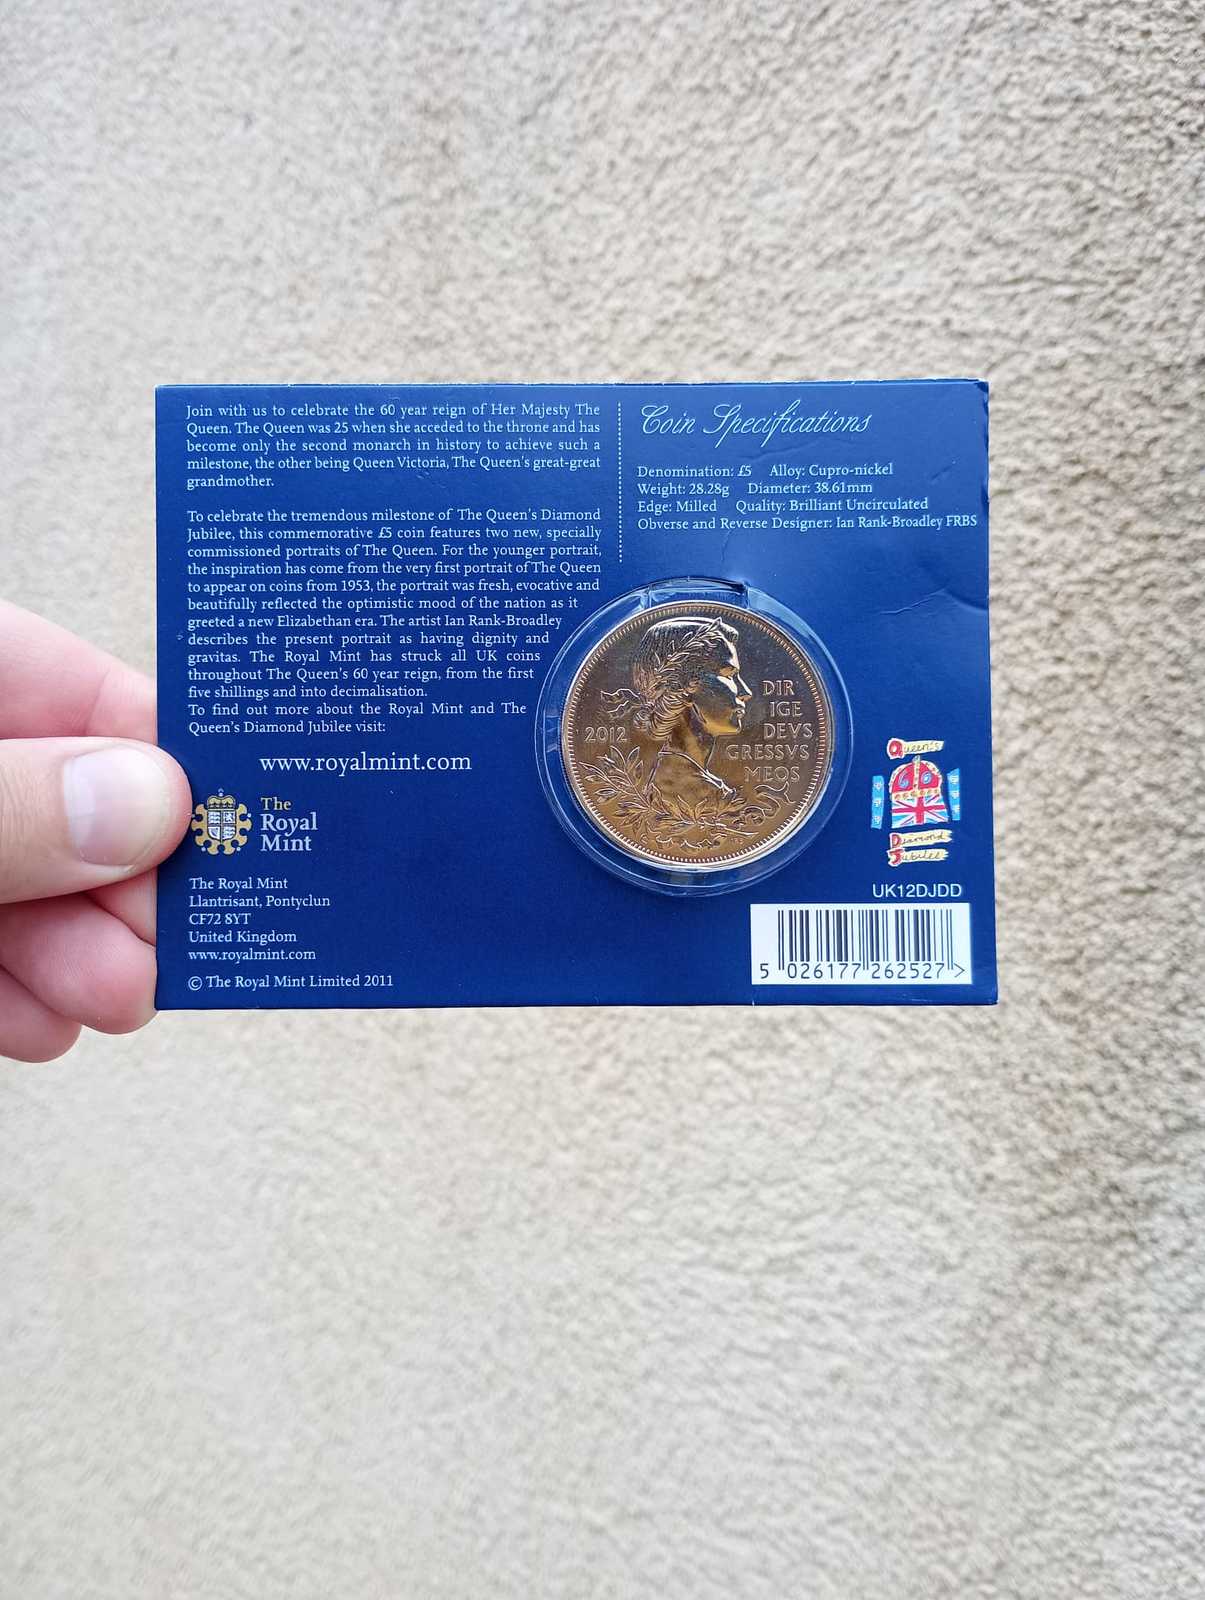 Join with us to celebrate the 60 year reign of Her Majesty The
Queen. The Queen was 25 when she acceded to the throne and has
become only the second monarch in history to achieve such a
milestone, the other being Queen Victoria, The Queen's great-great
grandmother.
To celebrate the tremendous milestone of The Queen's Diamond
Jubilee, this commemorative £5 coin features two new, specially
commissioned portraits of The Queen. For the younger portrait,
the inspiration has come from the very first portrait of The Queen
to appear on coins from 1953, the portrait was fresh, evocative and
beautifully reflected the optimistic mood of the nation as it
greeted a new Elizabethan era. The artist Ian Rank-Broadley
describes the present portrait as having dignity and
gravitas. The Royal Mint has struck all UK coins
throughout The Queen's 60 year reign, from the first
five shillings and into decimalisation.
To find out more about the Royal Mint and The
Queen's Diamond Jubilee visit:
www.royalmint.com
The
Royal
Mint
The Royal Mint
Llantrisant, Pontyclun
CF72 8YT
United Kingdom
www.royalmint.com
© The Royal Mint Limited 2011
Coin Specifications
Denomination: £5 Alloy: Cupro-nickel
Weight: 28.28g Diameter: 38.61mm
Edge: Milled Quality: Brilliant Uncirculated
Obverse and Reverse Designer: Ian Rank-Broadley FRBS
2012
DIR
IGE
DEVS
GRESSVS
MEOS
Queen's
Diamond
Jubilee
UK12DJDD
5 026177 262527 >